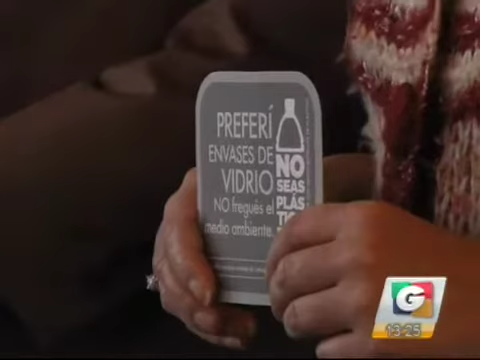 PREFERÍ
ENVASES DE
VIDRIO
NO fregués el
medio ambiente.
NO
SEAS
PLÁS
TIC
G
13:25